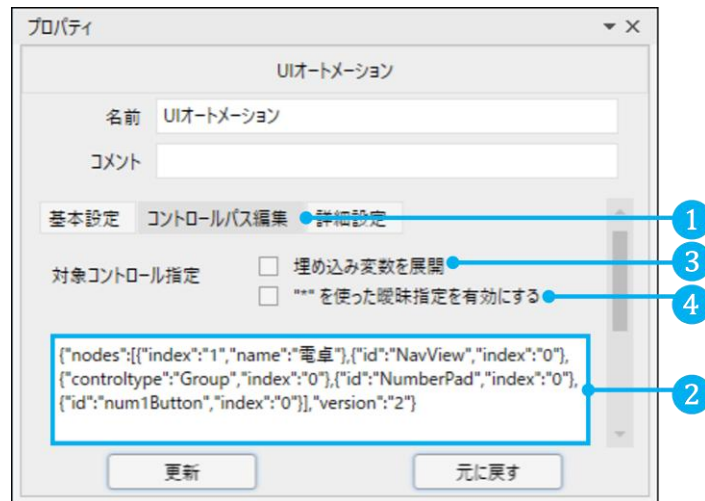 プロパティ
UIオートメーション
名前 UIオートメーション
コメント
基本設定 コントロールパス編集 詳細設定 1
対象コントロール指定 埋め込み変数を展開 3
"*" を使った曖昧指定を有効にする 4
{"nodes":[{"index":"1","name":"電卓"},{"id":"NavView","index":"0"},
{"controltype":"Group","index":"0"},{"id":"NumberPad","index":"0"},
{"id":"num1Button","index":"0"}],"version":"2"} 2
更新 元に戻す